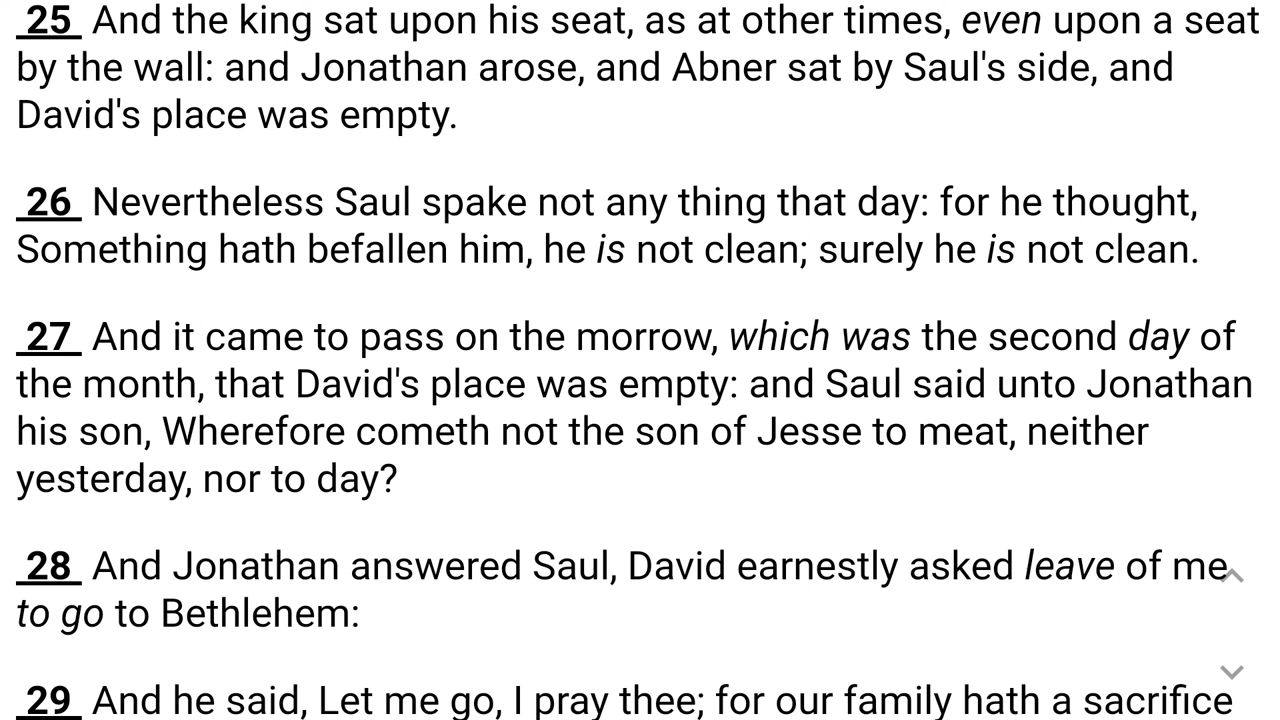 25 And the king sat upon his seat, as at other times, even upon a seat
by the wall: and Jonathan arose, and Abner sat by Saul's side, and
David's place was empty.
26 Nevertheless Saul spake not any thing that day: for he thought,
Something hath befallen him, he is not clean; surely he is not clean.
27 And it came to pass on the morrow, which was the second day of
the month, that David's place was empty: and Saul said unto Jonathan
his son, Wherefore cometh not the son of Jesse to meat, neither
yesterday, nor to day?
28 And Jonathan answered Saul, David earnestly asked leave of me
to go to Bethlehem:
29 And he said, Let me go, I pray thee; for our family hath a sacrifice